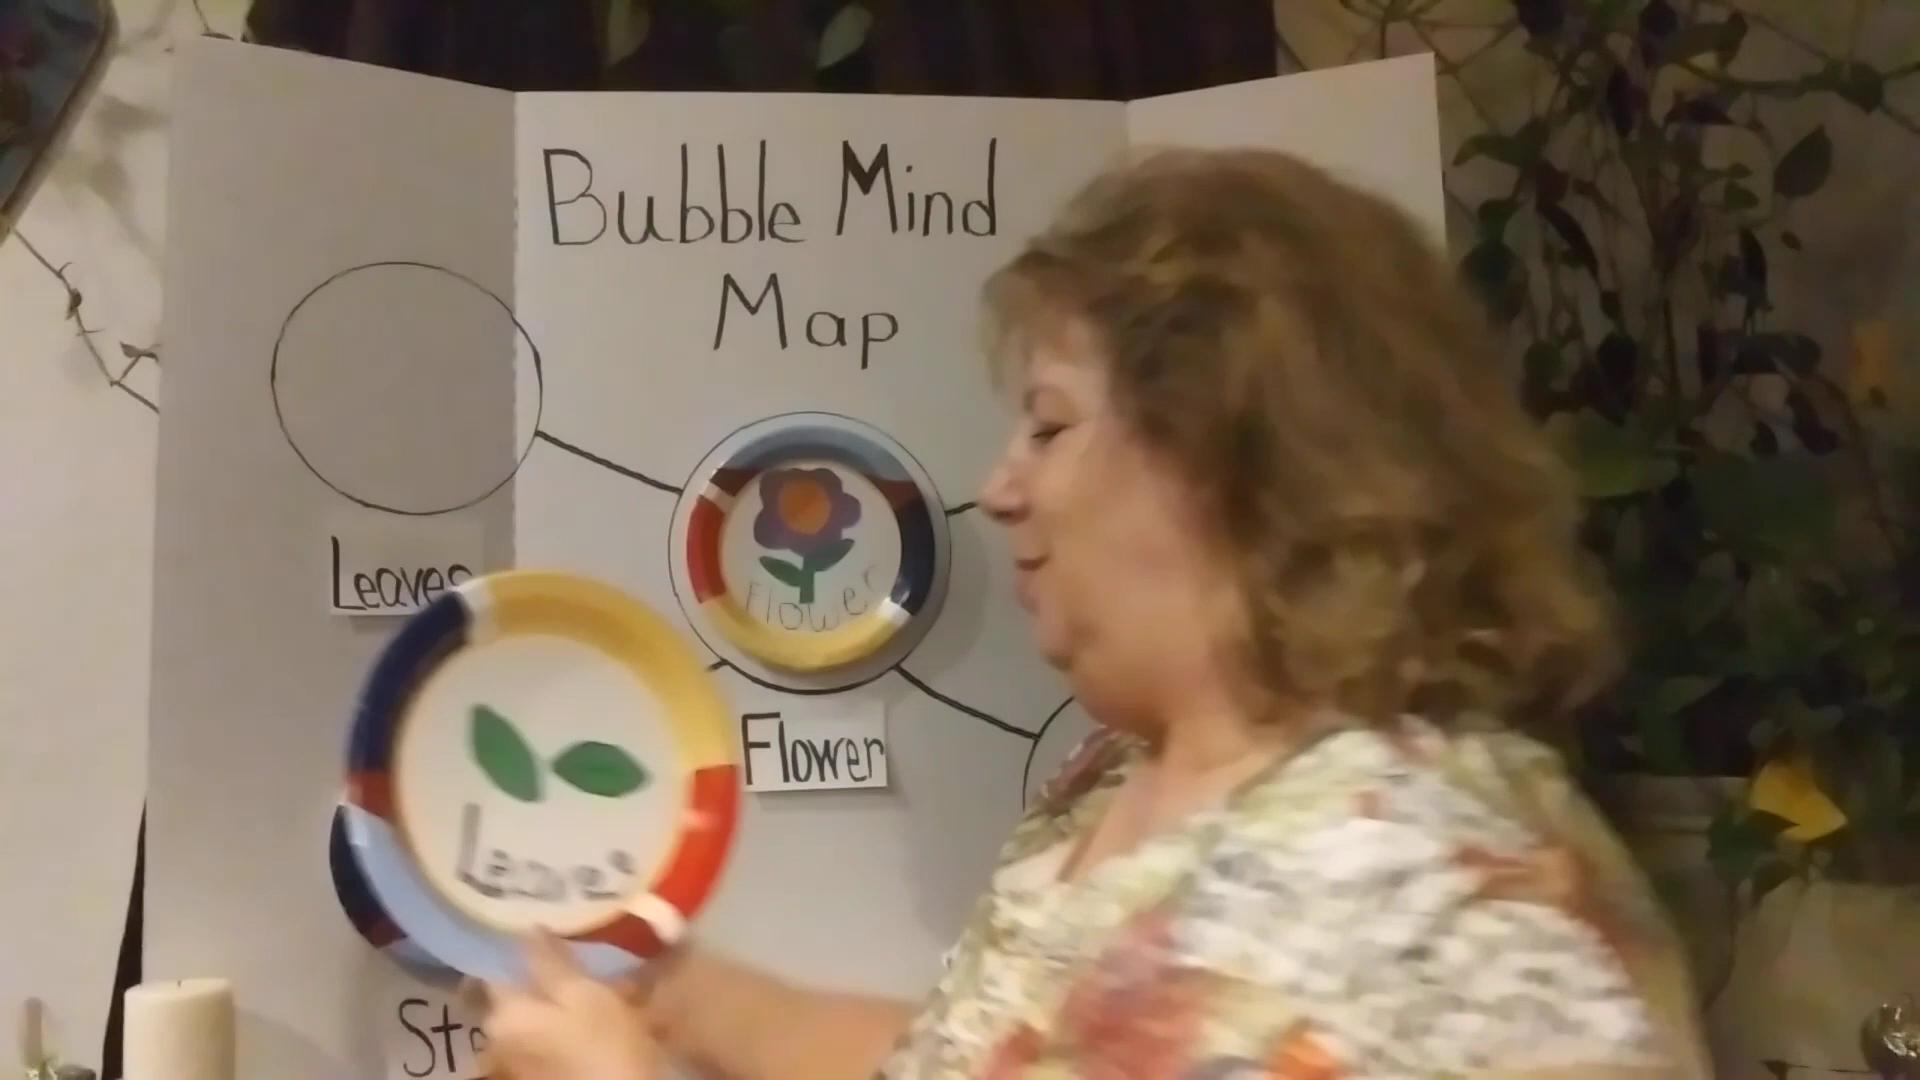 Bubble Mind
Map
Flower
Leaves
Flower
Leaves